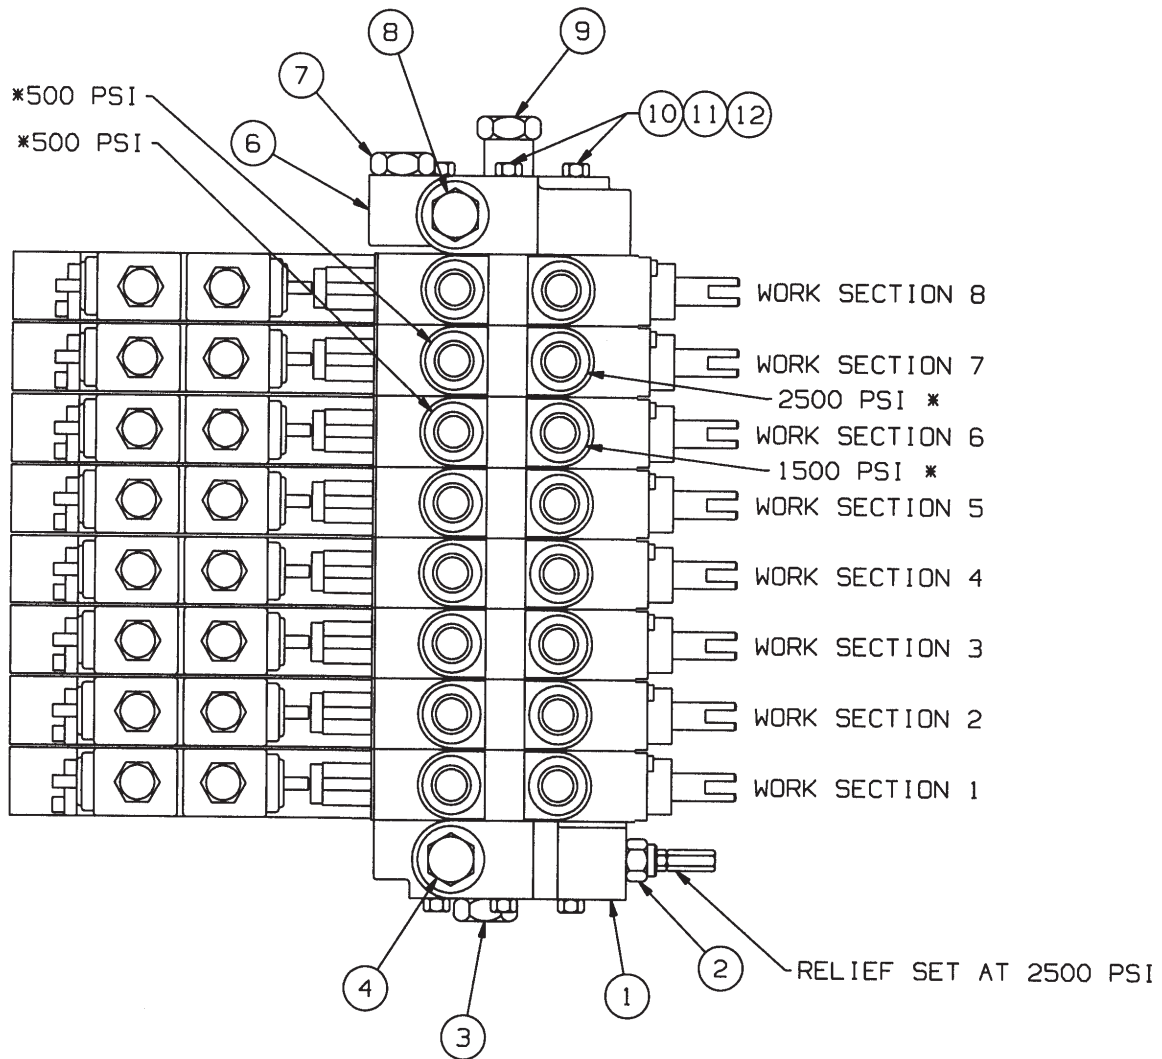 8
9
7
*500 PSI
10 11 12
*500 PSI
6
WORK SECTION 8
WORK SECTION 7
2500 PSI *
WORK SECTION 6
1500 PSI *
WORK SECTION 5
WORK SECTION 4
WORK SECTION 3
WORK SECTION 2
WORK SECTION 1
2
RELIEF SET AT 2500 PSI
4
1
3